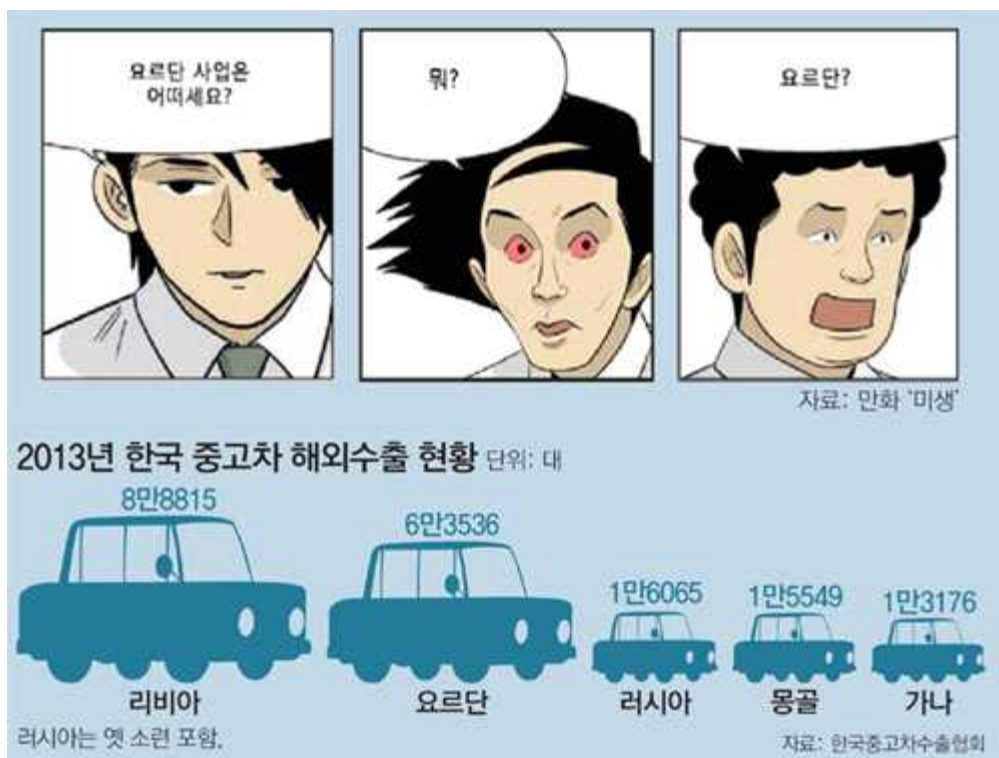 요르단 사업은
어떠세요?
뭐?
요르단?
자료: 만화 '미생'
2013년 한국 중고차 해외수출 현황 단위: 대
8만8815
6만3536
1만6065
1만5549
1만3176
리비아
요르단
러시아
몽골
가나
러시아는 옛 소련 포함.
자료: 한국중고차수출협회